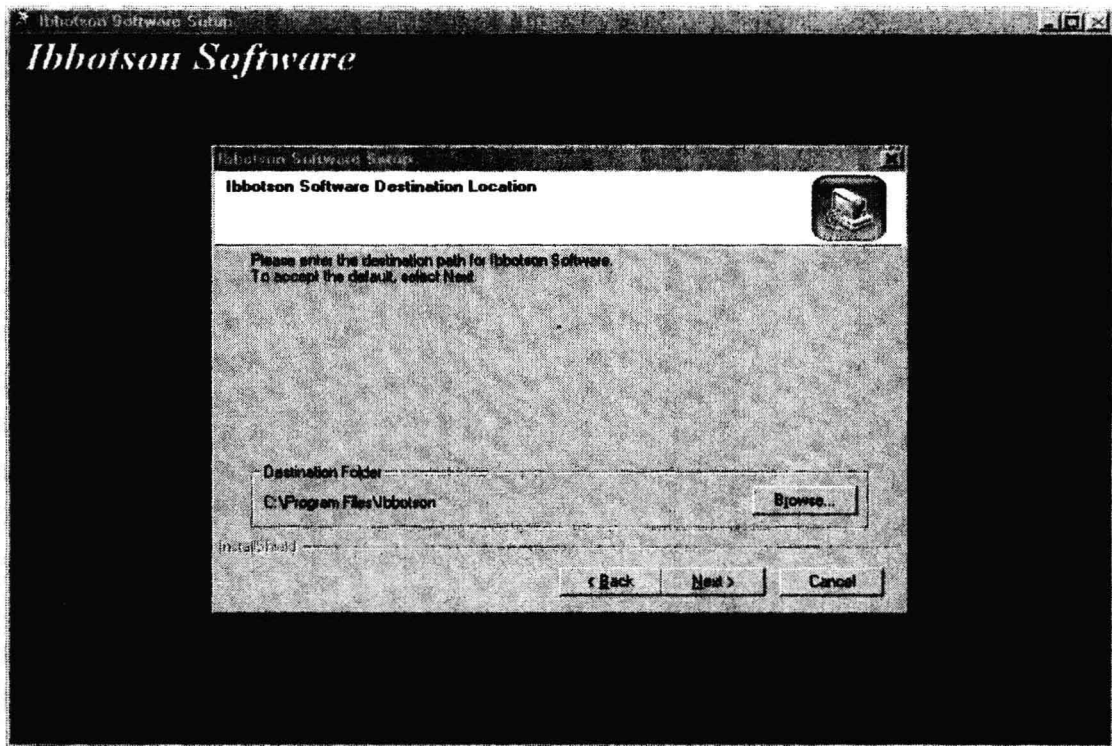 Ibbotson Software Setup
Ibbotson Software
Ibbotson Software Setup
Ibbotson Software Destination Location
Please enter the destination path for Ibbotson Software.
To accept the default, select Next
Destination Folder
C:\Program Files\Ibbotson
Browse...
InstallShield
< Back Next > Cancel